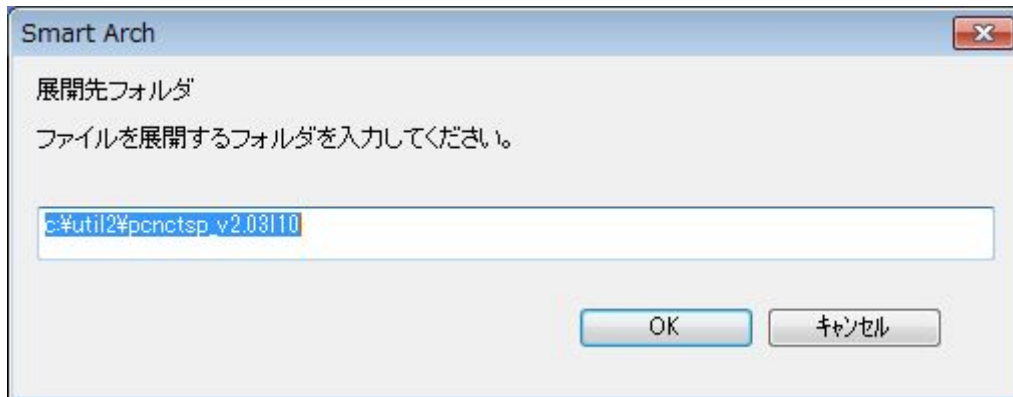 Smart Arch
展開先フォルダ
ファイルを展開するフォルダを入力してください。
c:¥util2¥pcnctsp_v2.03l10
OK
キャンセル